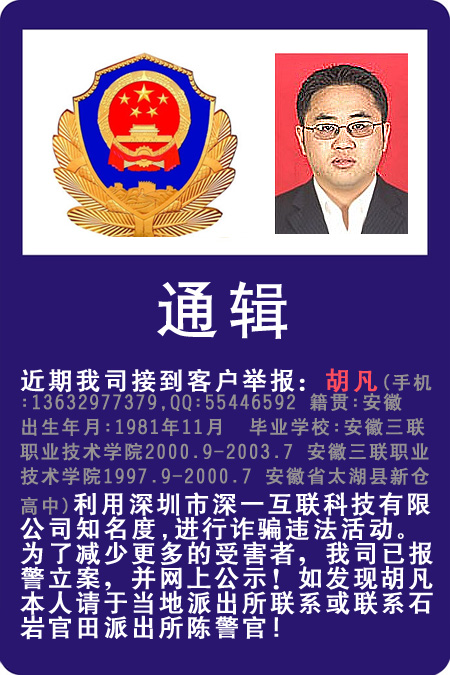 通辑
近期我司接到客户举报：胡凡(手机
:13632977379,QQ:55446592 籍贯:安徽
出生年月:1981年11月 毕业学校:安徽三联
职业技术学院2000.9-2003.7 安徽三联职业
技术学院1997.9-2000.7 安徽省太湖县新仓
高中)利用深圳市深一互联科技有限
公司知名度,进行诈骗违法活动。
为了减少更多的受害者，我司已报
警立案，并网上公示！如发现胡凡
本人请于当地派出所联系或联系石
岩官田派出所陈警官！